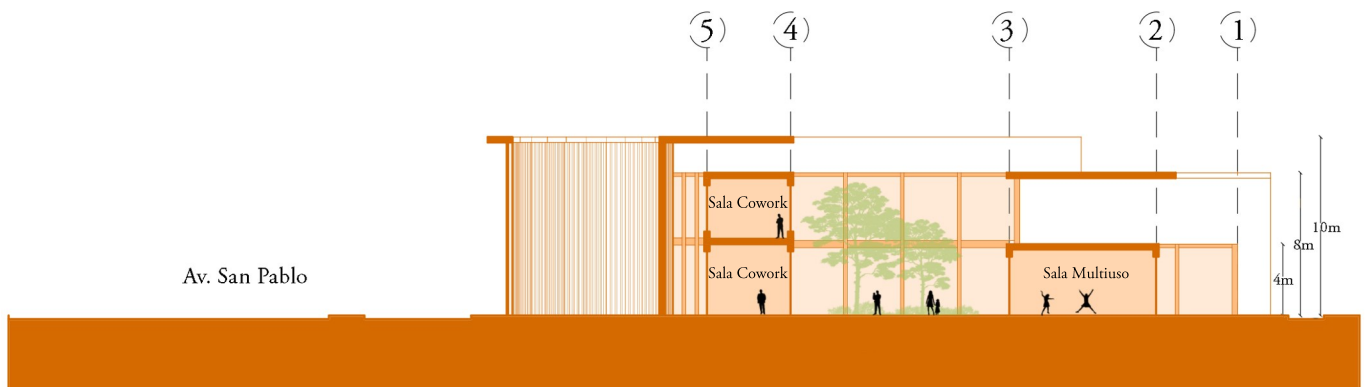 5 4 3 2 1
Sala Cowork
10m
8m
Av. San Pablo
Sala Cowork
Sala Multiuso
4m